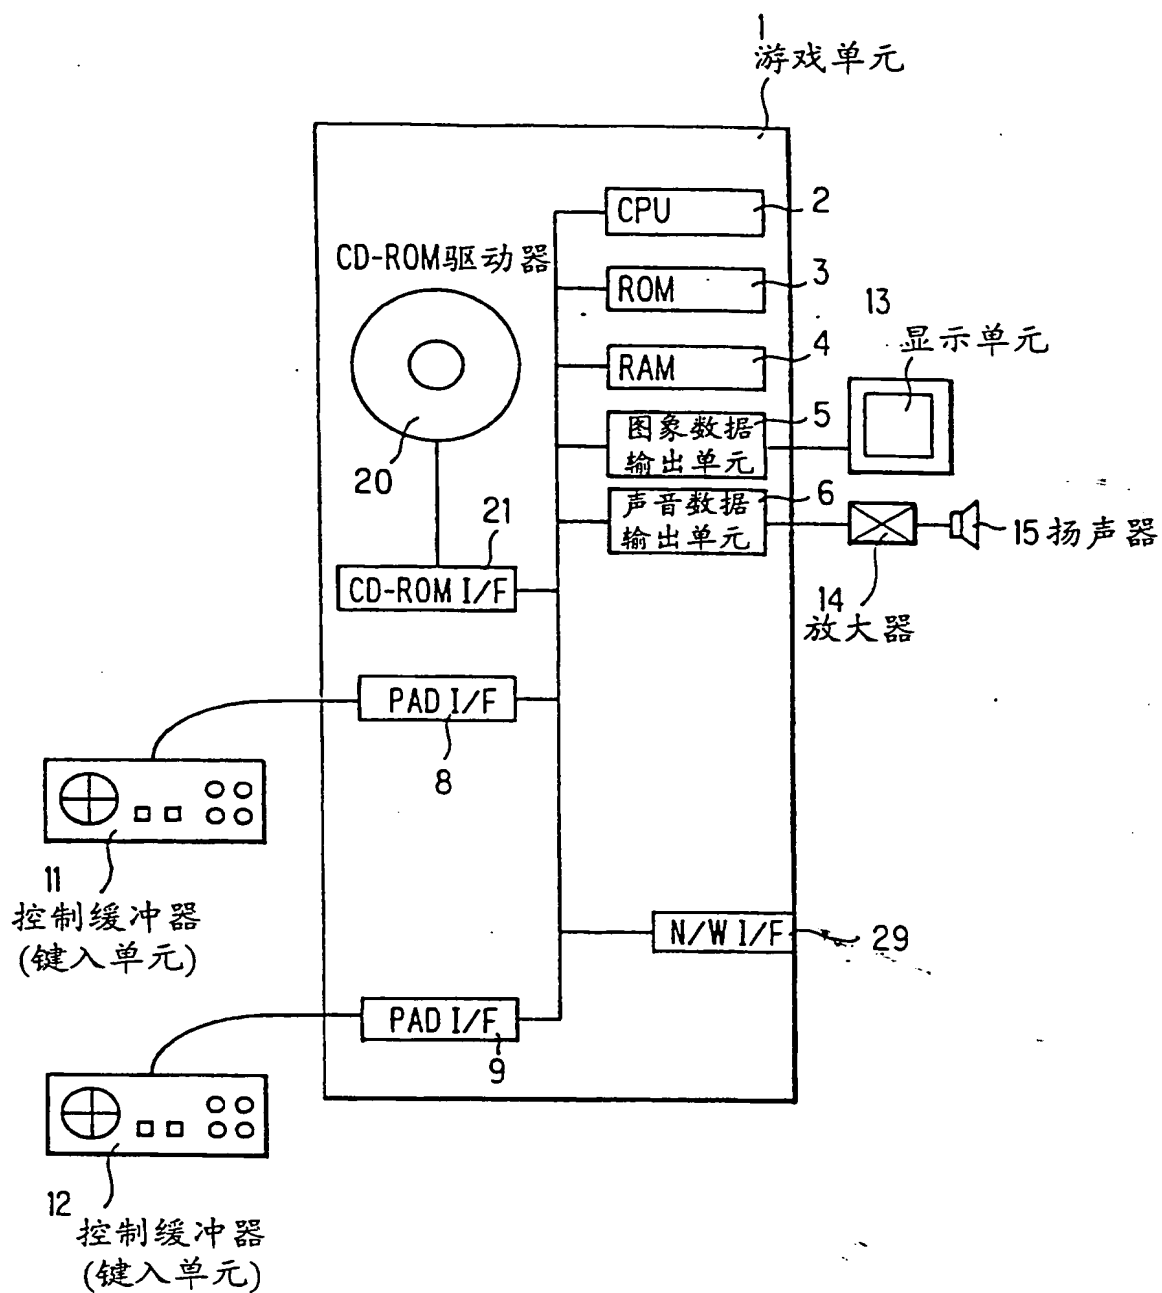 1
游戏单元
CPU
2
CD-ROM驱动器
ROM
3
13
显示单元
RAM
4
图象数据
输出单元
5
20
21
声音数据
输出单元
6
15 扬声器
CD-ROM I/F
14
放大器
PAD I/F
8
11
控制缓冲器
(键入单元)
N/W I/F
29
PAD I/F
9
12
控制缓冲器
(键入单元)